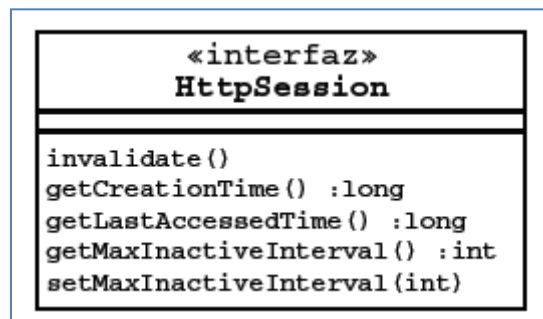 «interfaz»
HttpSession
invalidate()
getCreationTime() :long
getLastAccessedTime() :long
getMaxInactiveInterval() :int
setMaxInactiveInterval(int)